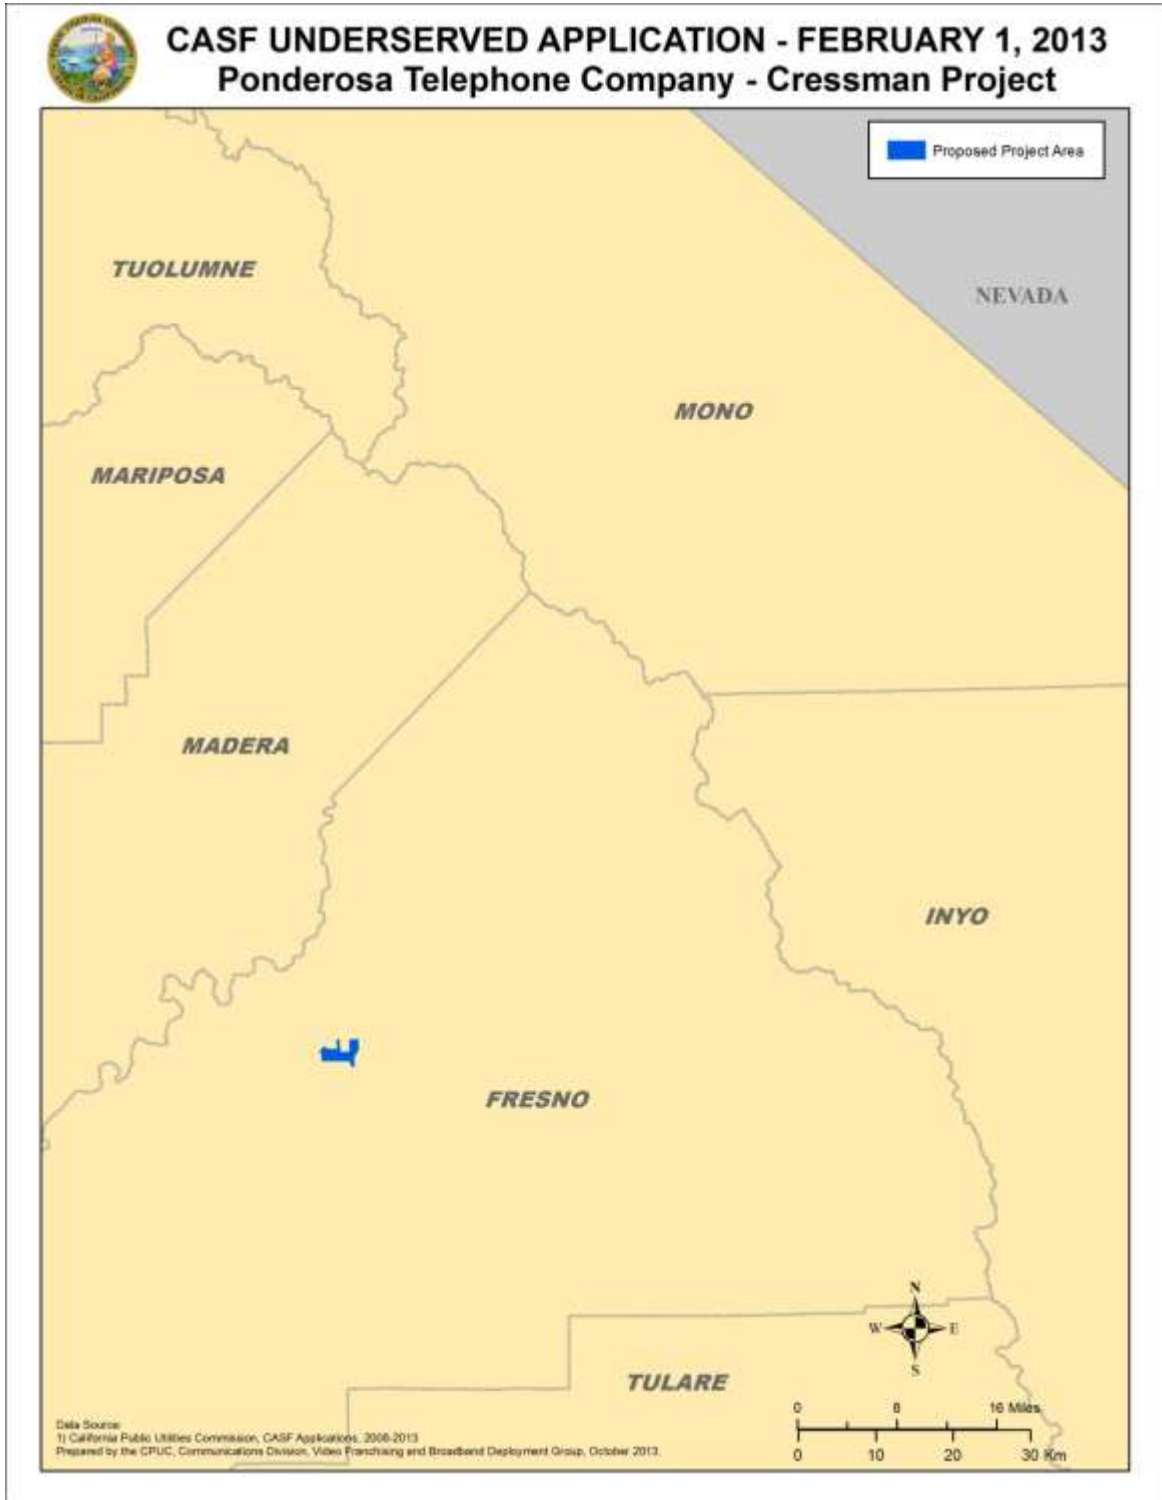 CASF UNDERSERVED APPLICATION - FEBRUARY 1, 2013
Ponderosa Telephone Company - Cressman Project
Proposed Project Area
TUOLUMNE
NEVADA
MONO
MARIPOSA
MADERA
INYO
FRESNO
N
W E
S
TULARE
0 8 16 Miles
0 10 20 30 Km
Data Source:
1) California Public Utilities Commission, CASF Applications, 2008-2013
Prepared by the CPUC, Communications Division, Video Franchising and Broadband Deployment Group, October 2013.